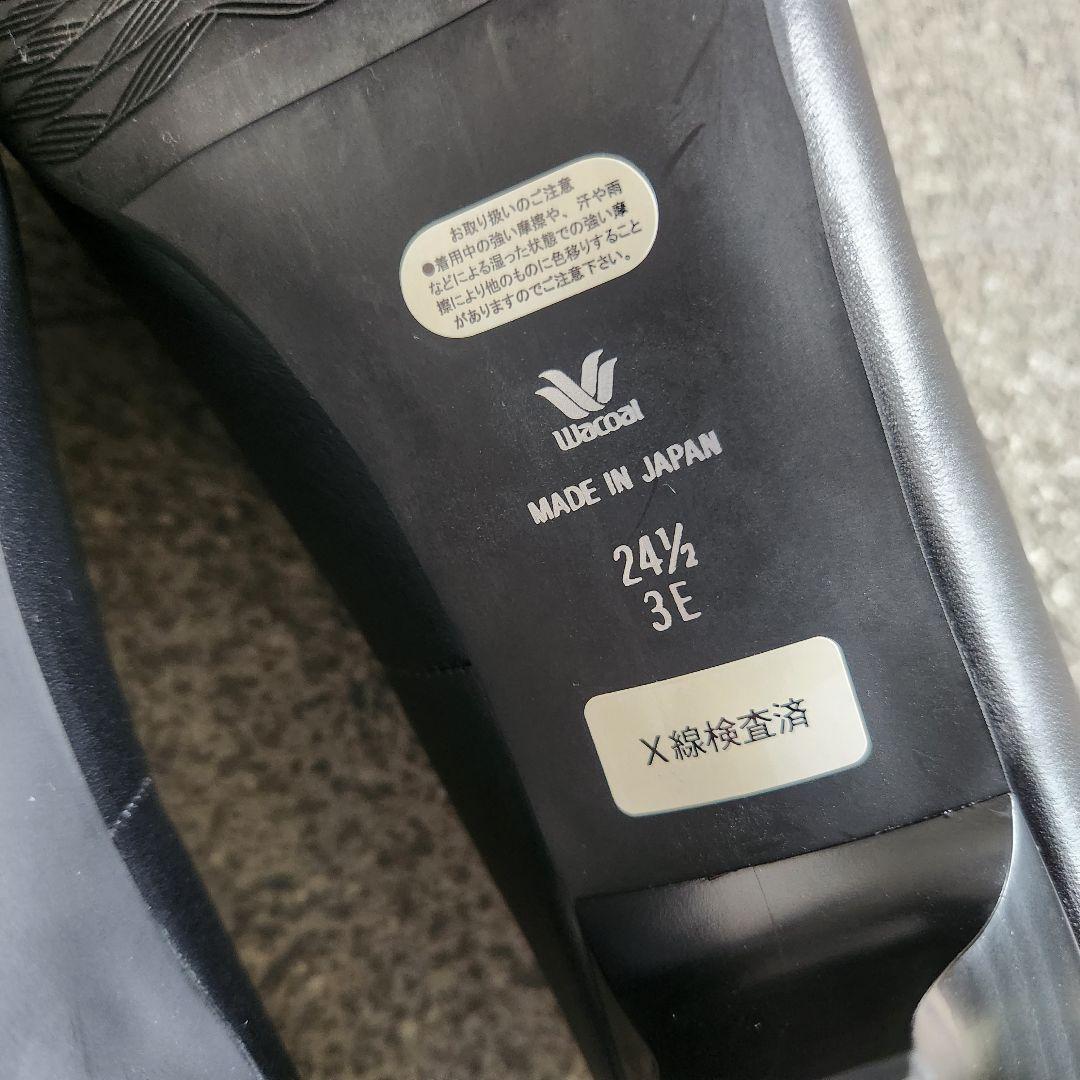 お取り扱いのご注意
●着用中の強い摩擦や、汗や雨
などによる湿った状態での強い摩
擦により他のものに色移りすること
がありますのでご注意下さい。
Wacoal
MADE IN JAPAN
24½
3E
X線検査済